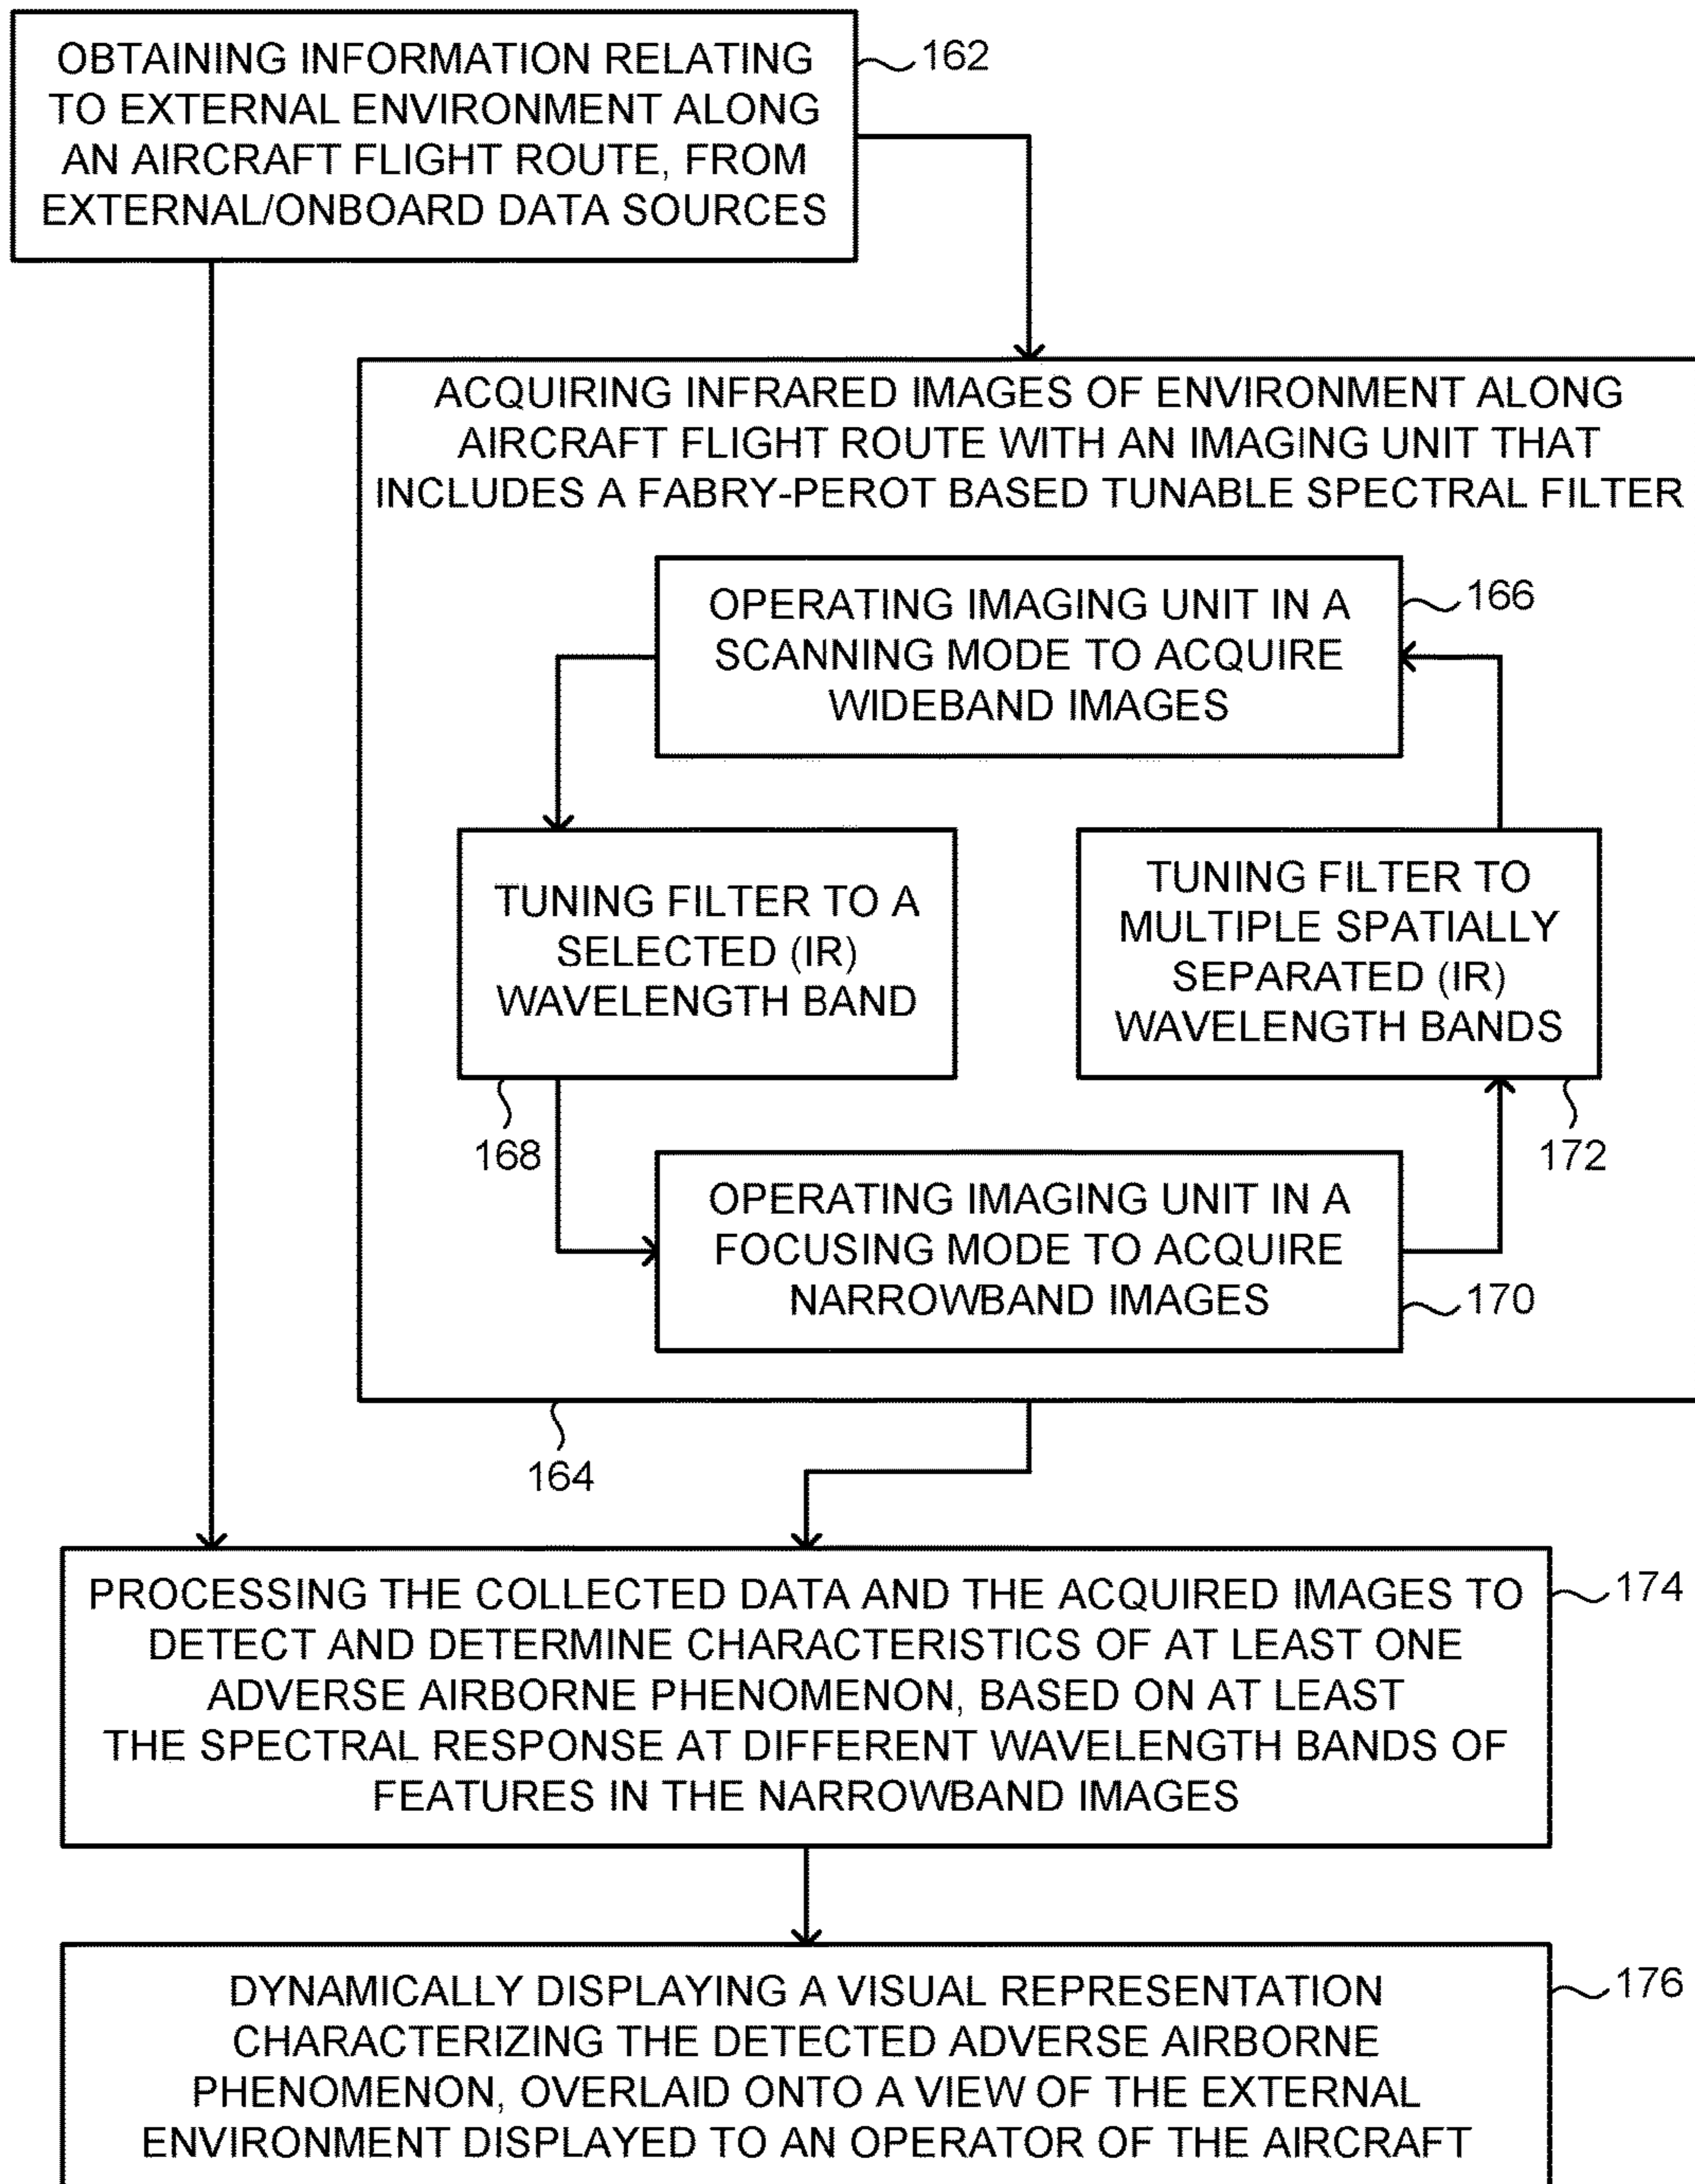 OBTAINING INFORMATION RELATING
TO EXTERNAL ENVIRONMENT ALONG
AN AIRCRAFT FLIGHT ROUTE, FROM
EXTERNAL/ONBOARD DATA SOURCES
162
ACQUIRING INFRARED IMAGES OF ENVIRONMENT ALONG
AIRCRAFT FLIGHT ROUTE WITH AN IMAGING UNIT THAT
INCLUDES A FABRY-PEROT BASED TUNABLE SPECTRAL FILTER
OPERATING IMAGING UNIT IN A
SCANNING MODE TO ACQUIRE
WIDEBAND IMAGES
166
TUNING FILTER TO A
SELECTED (IR)
WAVELENGTH BAND
168
TUNING FILTER TO
MULTIPLE SPATIALLY
SEPARATED (IR)
WAVELENGTH BANDS
172
OPERATING IMAGING UNIT IN A
FOCUSING MODE TO ACQUIRE
NARROWBAND IMAGES
170
164
PROCESSING THE COLLECTED DATA AND THE ACQUIRED IMAGES TO
DETECT AND DETERMINE CHARACTERISTICS OF AT LEAST ONE
ADVERSE AIRBORNE PHENOMENON, BASED ON AT LEAST
THE SPECTRAL RESPONSE AT DIFFERENT WAVELENGTH BANDS OF
FEATURES IN THE NARROWBAND IMAGES
174
DYNAMICALLY DISPLAYING A VISUAL REPRESENTATION
CHARACTERIZING THE DETECTED ADVERSE AIRBORNE
PHENOMENON, OVERLAID ONTO A VIEW OF THE EXTERNAL
ENVIRONMENT DISPLAYED TO AN OPERATOR OF THE AIRCRAFT
176